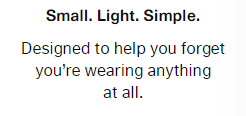 Small. Light. Simple.
Designed to help you forget
you’re wearing anything
at all.